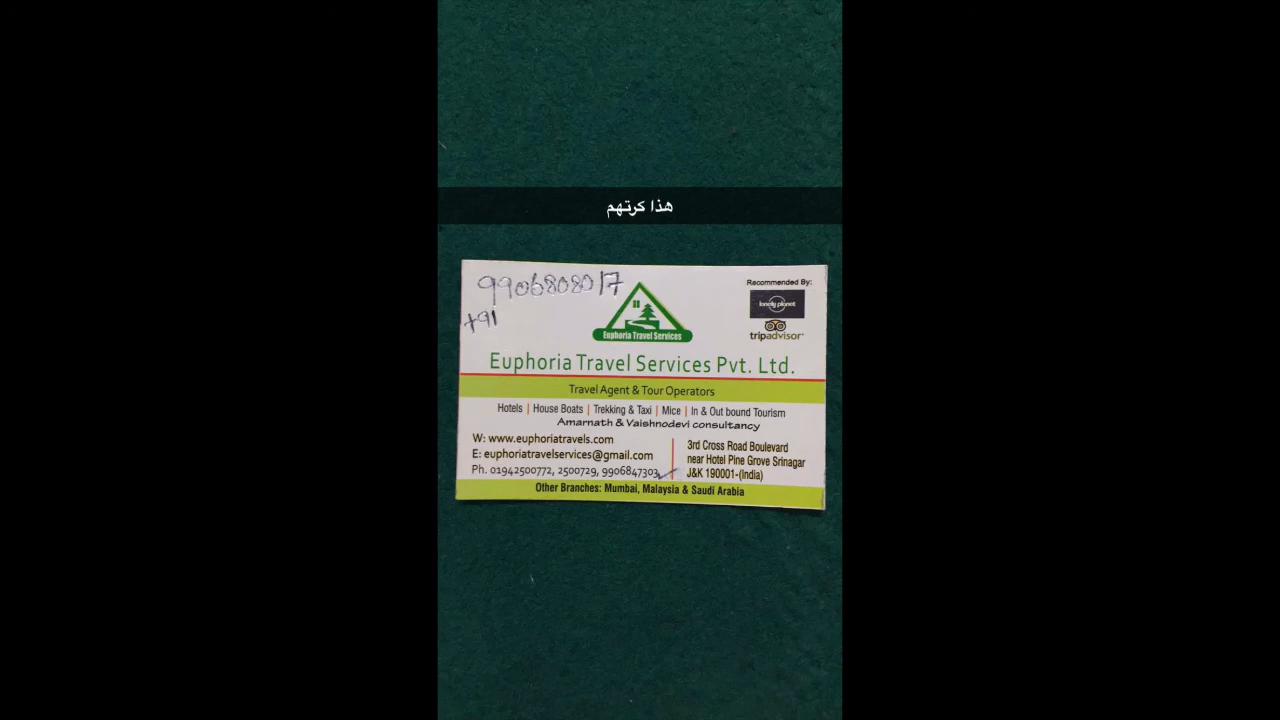 هذا كرتهم
9906808017
+91
Recommended By:
lonely planet
tripadvisor
Euphoria Travel Services
Euphoria Travel Services Pvt. Ltd.
Travel Agent & Tour Operators
Hotels | House Boats | Trekking & Taxi | Mice | In & Out bound Tourism
Amarnath & Vaishnodevi consultancy
W: www.euphoriatravels.com
E: euphoriatravelservices@gmail.com
Ph. 01942500772, 2500729, 9906847303
3rd Cross Road Boulevard
near Hotel Pine Grove Srinagar
J&K 190001-(India)
Other Branches: Mumbai, Malaysia & Saudi Arabia